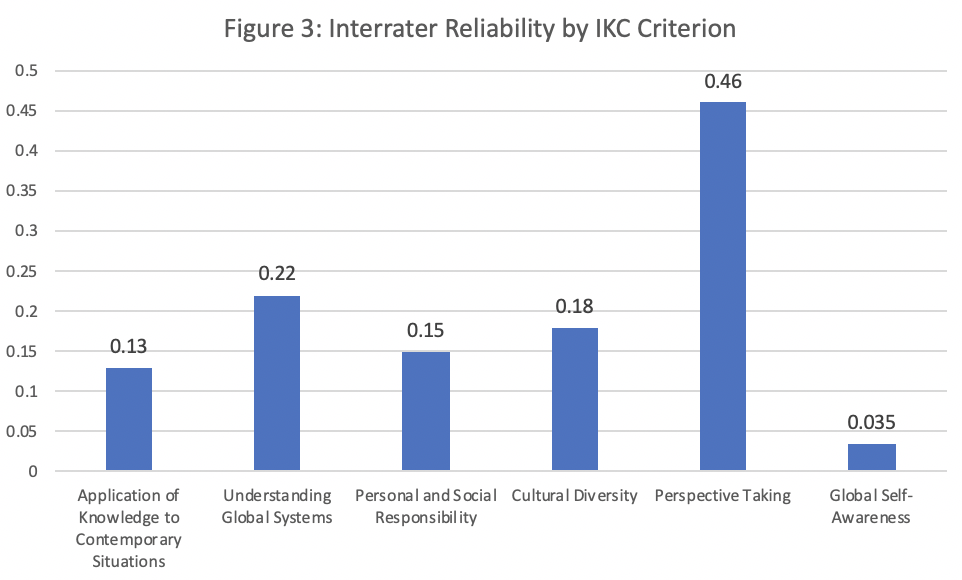 Figure 3: Interrater Reliability by IKC Criterion
0.5
0.45
0.4
0.35
0.3
0.25
0.2
0.15
0.1
0.05
0
0.13
0.22
0.15
0.18
0.46
0.035
Application of
Knowledge to
Contemporary
Situations
Understanding
Global Systems
Personal and Social
Responsibility
Cultural Diversity
Perspective Taking
Global Self-
Awareness